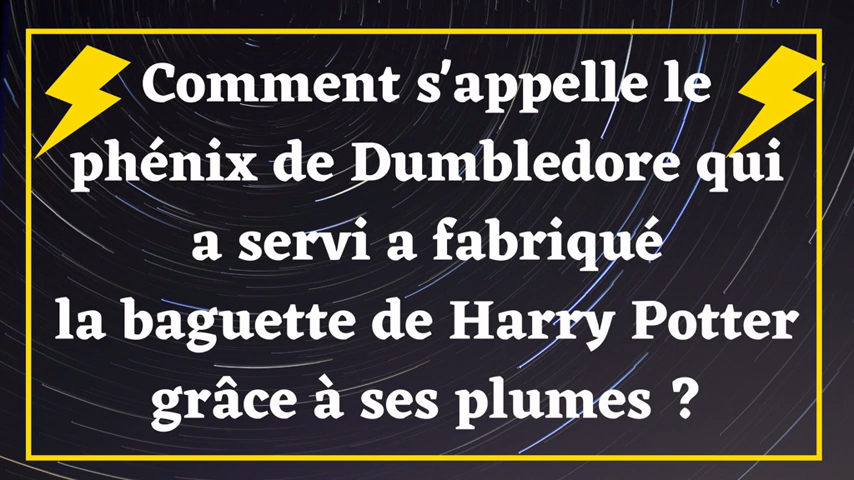 Comment s'appelle le
phénix de Dumbledore qui
a servi a fabriqué
la baguette de Harry Potter
grâce à ses plumes ?